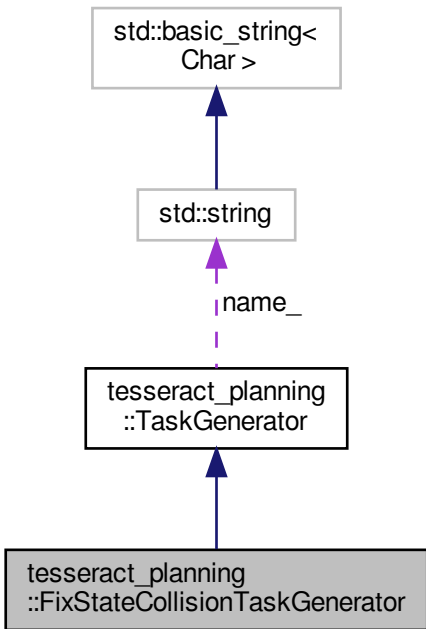 std::basic_string<
Char >
std::string
name_
tesseract_planning
::TaskGenerator
tesseract_planning
::FixStateCollisionTaskGenerator